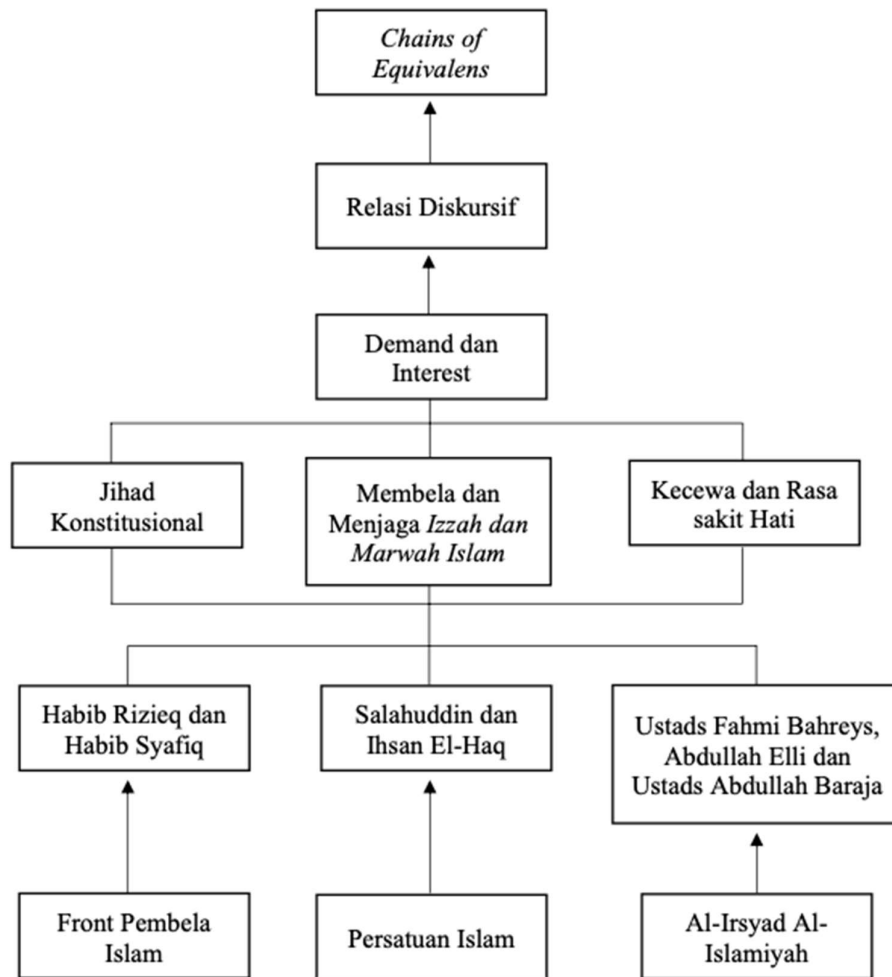 Chains of
Equivalens
Relasi Diskursif
Demand dan
Interest
Jihad
Konstitusional
Membela dan
Menjaga Izzah dan
Marwah Islam
Kecewa dan Rasa
sakit Hati
Habib Rizieq dan
Habib Syafiq
Salahuddin dan
Ihsan El-Haq
Ustads Fahmi Bahreys,
Abdullah Elli dan
Ustads Abdullah Baraja
Front Pembela
Islam
Persatuan Islam
Al-Irsyad Al-
Islamiyah